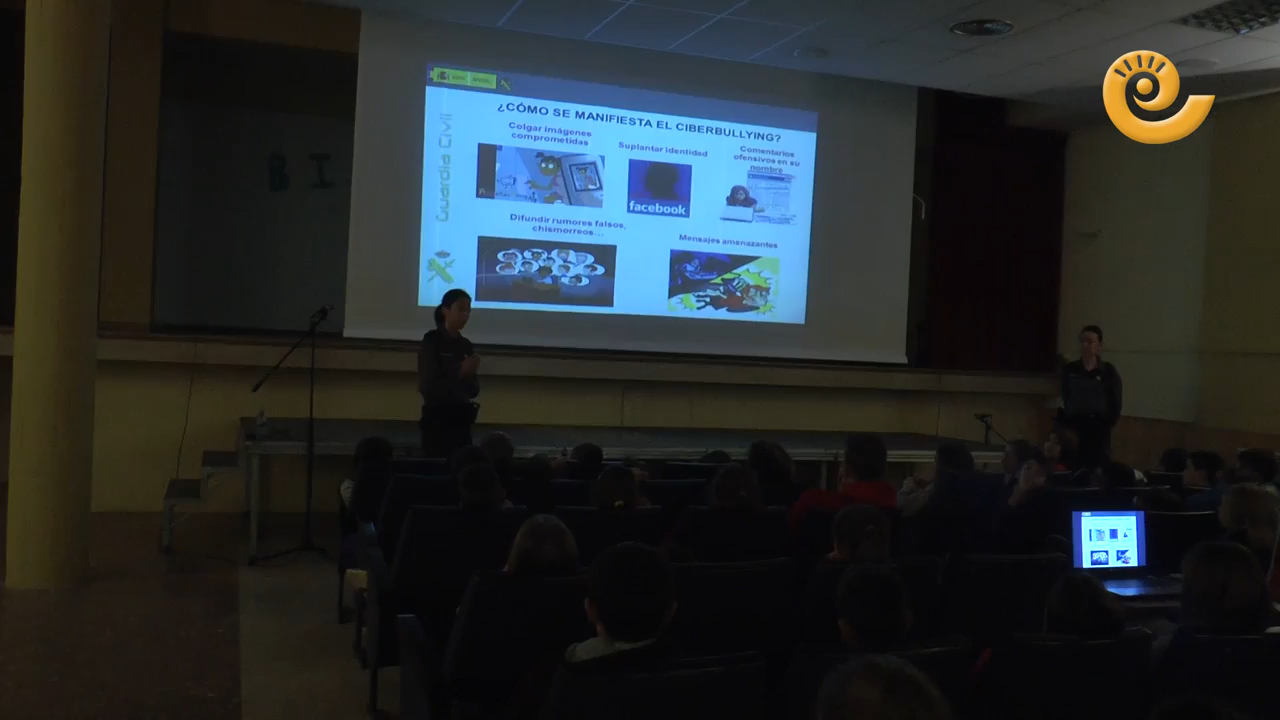 ¿CÓMO SE MANIFIESTA EL CIBERBULLYING?
Colgar imágenes
comprometidas
Suplantar identidad
Comentarios
ofensivos en su
nombre
facebook
Difundir rumores falsos,
chismorreos...
Mensajes amenazantes
Guardia Civil
BI